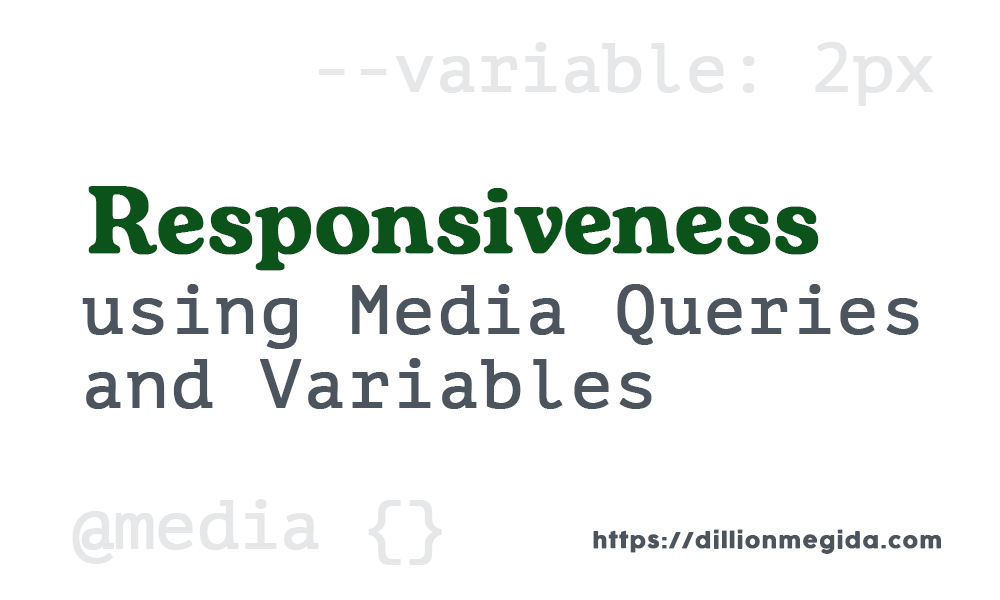 --variable: 2px
Responsiveness
using Media Queries
and Variables
@media {}
https://dillionmegida.com